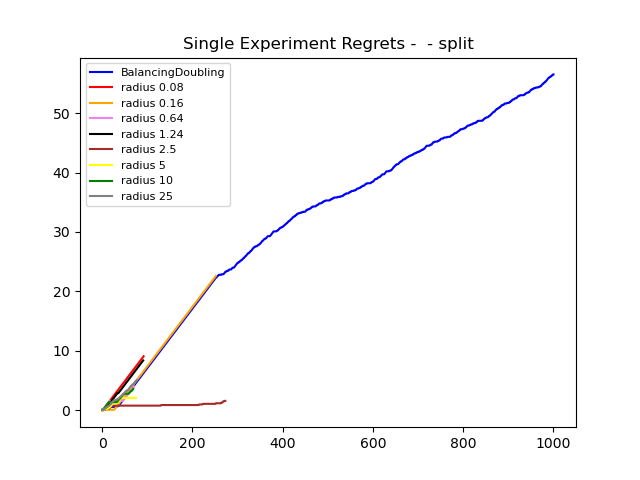 Single Experiment Regrets -  - split
BalancingDoubling
radius 0.08
radius 0.16
radius 0.64
radius 1.24
radius 2.5
radius 5
radius 10
radius 25
50
40
30
20
10
0
0 200 400 600 800 1000